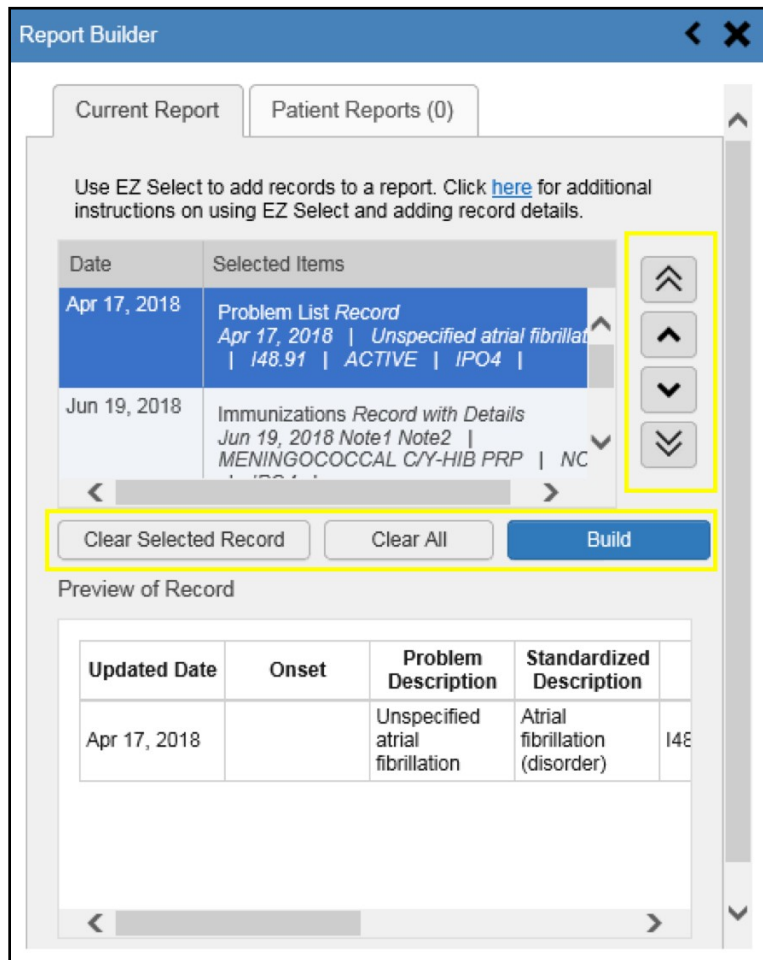 Report Builder
Current Report
Patient Reports (0)
Use EZ Select to add records to a report. Click here for additional
instructions on using EZ Select and adding record details.
Date Selected Items
Apr 17, 2018 Problem List Record
Apr 17, 2018 | Unspecified atrial fibrillat
| I48.91 | ACTIVE | IPO4 |
Jun 19, 2018 Immunizations Record with Details
Jun 19, 2018 Note1 Note2 |
MENINGOCOCCAL C/Y-HIB PRP | NC
Clear Selected Record
Clear All
Build
Preview of Record
Updated Date Onset Problem Description Standardized Description
Apr 17, 2018 Unspecified atrial fibrillation Atrial fibrillation (disorder) I48